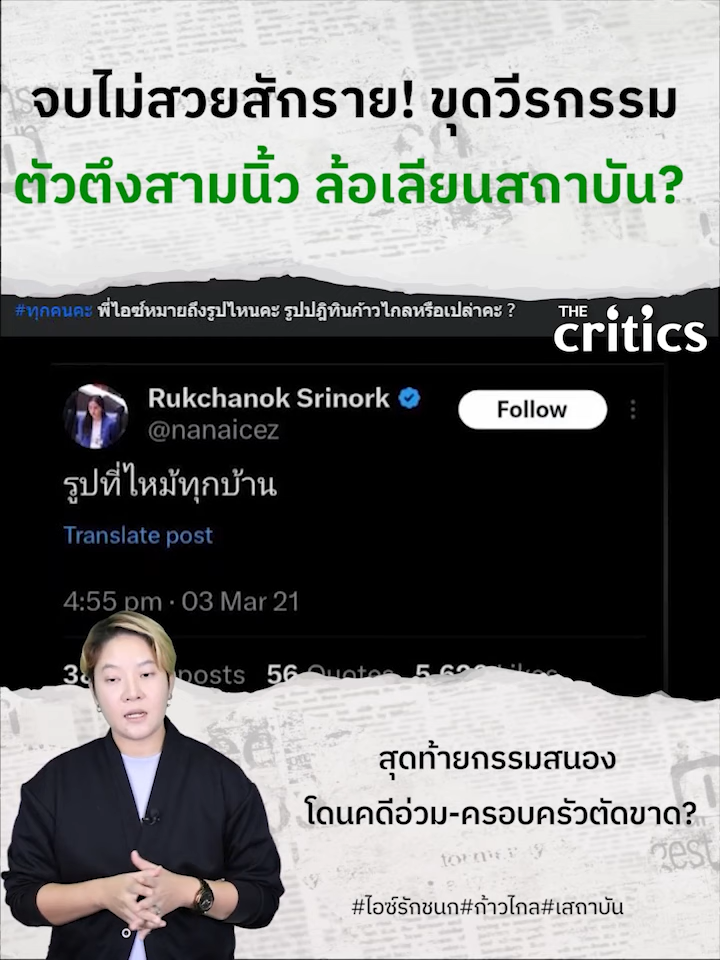 จบไม่สวยสักราย! ขุดวีรกรรม
ตัวตึงสามนิ้ว ล้อเลียนสถาบัน?
#ทุกคนคะ พี่ไอซ์หมายถึงรูปไหนคะ รูปปฎิทินก้าวไกลหรือเปล่าคะ ?
THE
critics
Rukchanok Srinork
Follow
@nanaicez
รูปที่ไหม้ทุกบ้าน
Translate post
4:55 pm · 03 Mar 21
56 Quotes
Likes
สุดท้ายกรรมสนอง
โดนคดีอ่วม-ครอบครัวตัดขาด?
#ไอซ์รักชนก#ก้าวไกล#เสถาบัน